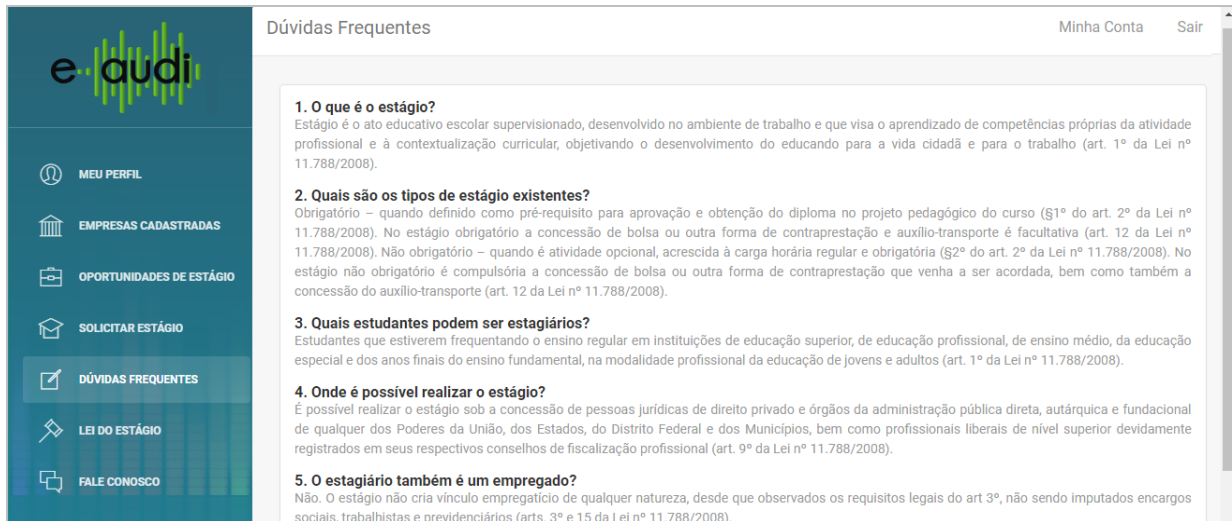 e-audi
Dúvidas Frequentes
Minha Conta
Sair
MEU PERFIL
EMPRESAS CADASTRADAS
OPORTUNIDADES DE ESTÁGIO
SOLICITAR ESTÁGIO
DÚVIDAS FREQUENTES
LEI DO ESTÁGIO
FALE CONOSCO
1. O que é o estágio?
Estágio é o ato educativo escolar supervisionado, desenvolvido no ambiente de trabalho e que visa o aprendizado de competências próprias da atividade
profissional e à contextualização curricular, objetivando o desenvolvimento do educando para a vida cidadã e para o trabalho (art. 1º da Lei nº
11.788/2008).
2. Quais são os tipos de estágio existentes?
Obrigatório – quando definido como pré-requisito para aprovação e obtenção do diploma no projeto pedagógico do curso (§1º do art. 2º da Lei nº
11.788/2008). No estágio obrigatório a concessão de bolsa ou outra forma de contraprestação e auxílio-transporte é facultativa (art. 12 da Lei nº
11.788/2008). Não obrigatório – quando é atividade opcional, acrescida à carga horária regular e obrigatória (§2º do art. 2º da Lei nº 11.788/2008). No
estágio não obrigatório é compulsória a concessão de bolsa ou outra forma de contraprestação que venha a ser acordada, bem como também a
concessão do auxílio-transporte (art. 12 da Lei nº 11.788/2008).
3. Quais estudantes podem ser estagiários?
Estudantes que estiverem frequentando o ensino regular em instituições de educação superior, de educação profissional, de ensino médio, da educação
especial e dos anos finais do ensino fundamental, na modalidade profissional da educação de jovens e adultos (art. 1º da Lei nº 11.788/2008).
4. Onde é possível realizar o estágio?
É possível realizar o estágio sob a concessão de pessoas jurídicas de direito privado e órgãos da administração pública direta, autárquica e fundacional
de qualquer dos Poderes da União, dos Estados, do Distrito Federal e dos Municípios, bem como profissionais liberais de nível superior devidamente
registrados em seus respectivos conselhos de fiscalização profissional (art. 9º da Lei nº 11.788/2008).
5. O estagiário também é um empregado?
Não. O estágio não cria vínculo empregatício de qualquer natureza, desde que observados os requisitos legais do art 3º, não sendo imputados encargos
sociais, trabalhistas e previdenciários (arts. 3º e 15 da Lei nº 11.788/2008).